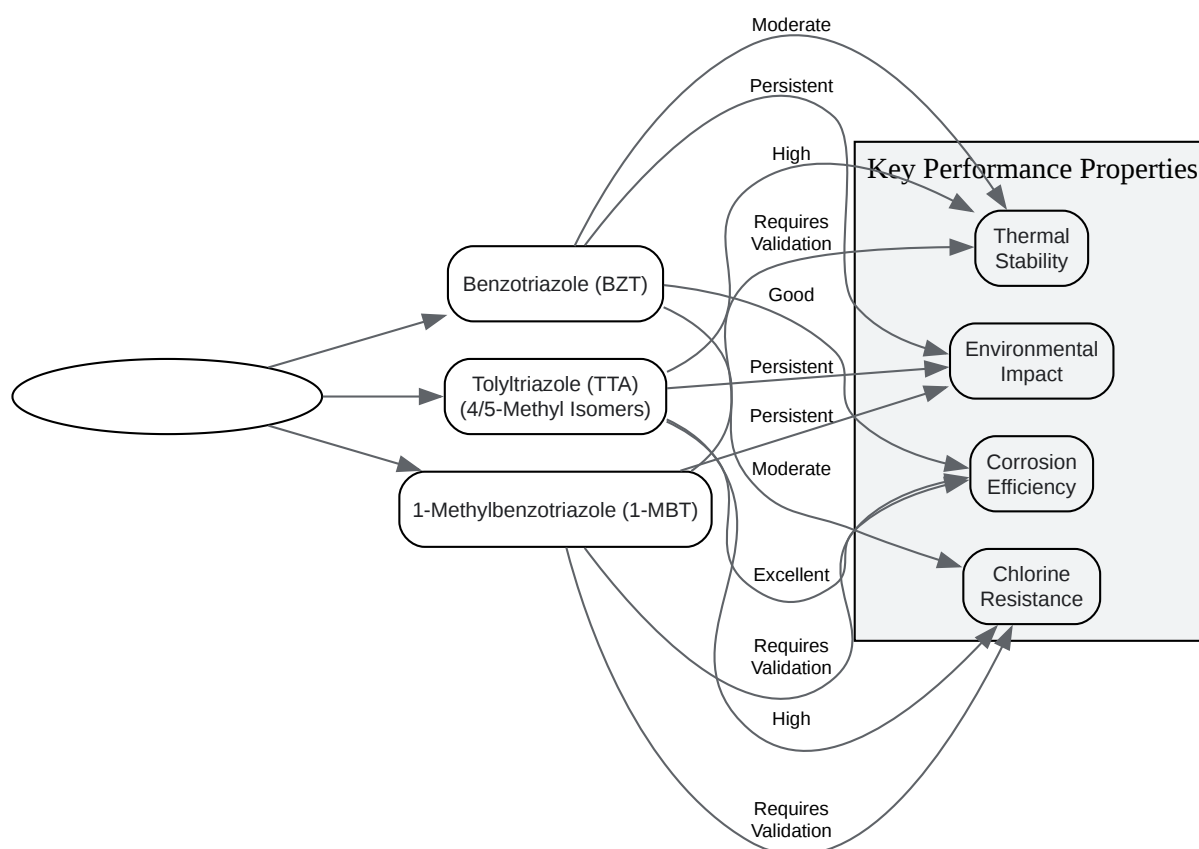 Moderate
Persistent
High
Key Performance Properties
Requires
Validation
Thermal
Stability
Benzotriazole (BZT)
Good
Environmental
Impact
Persistent
Tolyltriazole (TTA)
(4/5-Methyl Isomers)
Persistent
Moderate
Corrosion
Efficiency
1-Methylbenzotriazole (1-MBT)
Excellent
Chlorine
Resistance
Requires
Validation
High
Requires
Validation